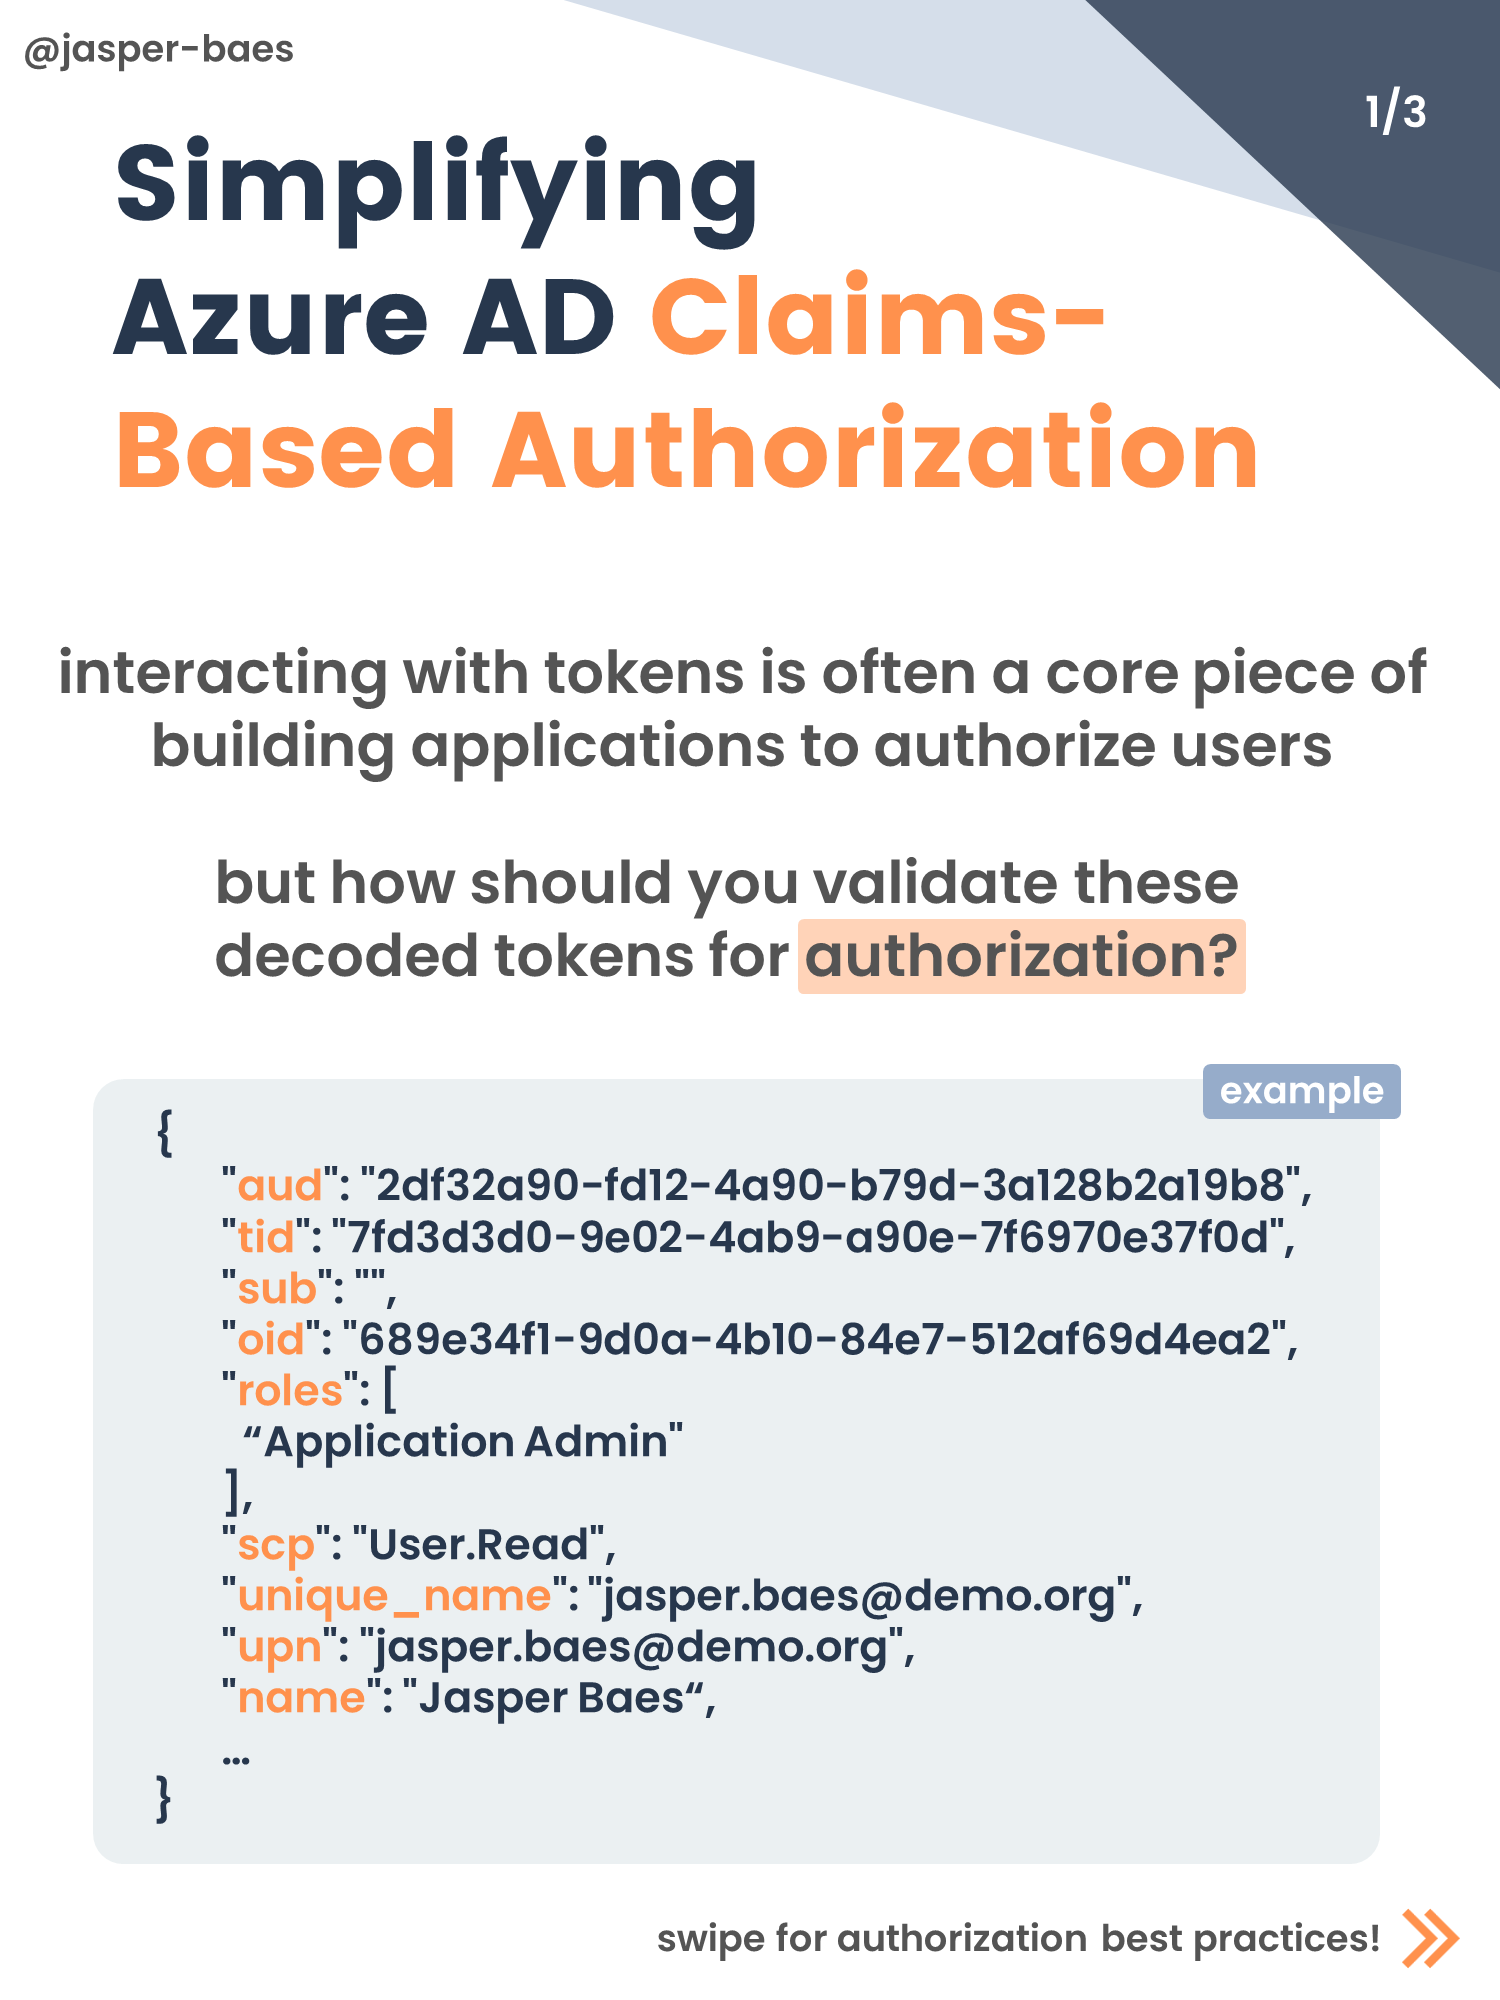 @jasper-baes
1/3
Simplifying
Azure AD Claims-
Based Authorization
interacting with tokens is often a core piece of
building applications to authorize users
but how should you validate these
decoded tokens for authorization?
example
{
"aud": "2df32a90-fd12-4a90-b79d-3a128b2a19b8",
"tid": "7fd3d3d0-9e02-4ab9-a90e-7f6970e37f0d",
"sub": "",
"oid": "689e34f1-9d0a-4b10-84e7-512af69d4ea2",
"roles": [
“Application Admin"
],
"scp": "User.Read",
"unique_name": "jasper.baes@demo.org",
"upn": "jasper.baes@demo.org",
"name": "Jasper Baes“,
...
}
swipe for authorization best practices!